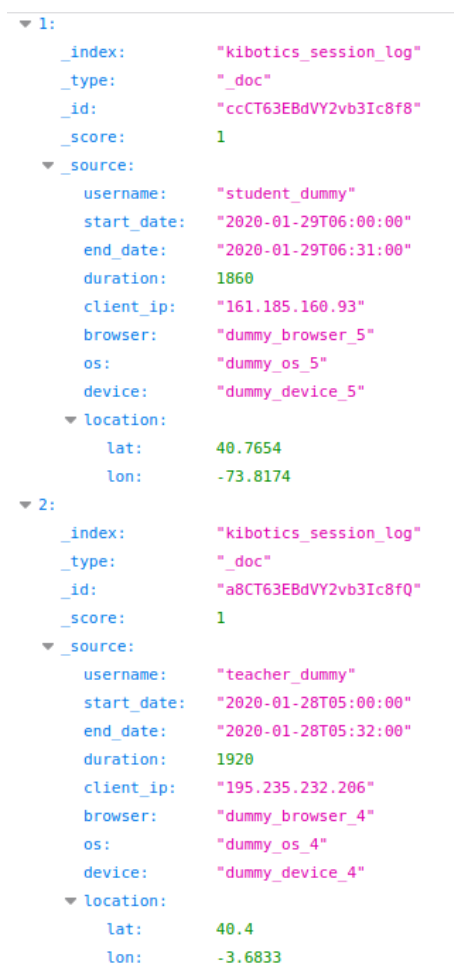 1:
_index: "kibotics_session_log"
_type: "_doc"
_id: "ccCT63EBdVY2vb3Ic8f8"
_score: 1
_source:
username: "student_dummy"
start_date: "2020-01-29T06:00:00"
end_date: "2020-01-29T06:31:00"
duration: 1860
client_ip: "161.185.160.93"
browser: "dummy_browser_5"
os: "dummy_os_5"
device: "dummy_device_5"
location:
lat: 40.7654
lon: -73.8174
2:
_index: "kibotics_session_log"
_type: "_doc"
_id: "a8CT63EBdVY2vb3Ic8fQ"
_score: 1
_source:
username: "teacher_dummy"
start_date: "2020-01-28T05:00:00"
end_date: "2020-01-28T05:32:00"
duration: 1920
client_ip: "195.235.232.206"
browser: "dummy_browser_4"
os: "dummy_os_4"
device: "dummy_device_4"
location:
lat: 40.4
lon: -3.6833